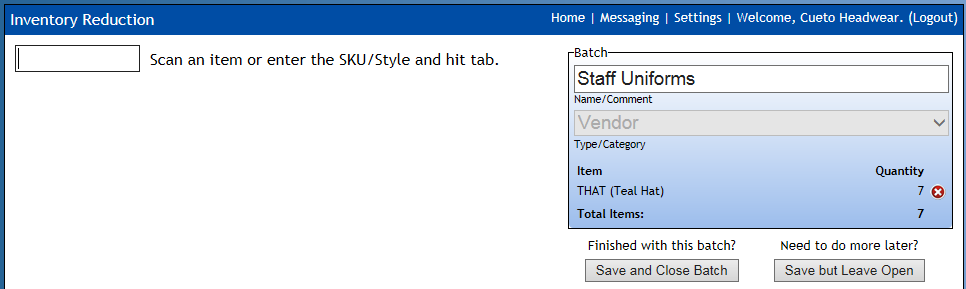 Inventory Reduction
Home | Messaging | Settings | Welcome, Cueto Headwear. (Logout)
Scan an item or enter the SKU/Style and hit tab.
Batch
Staff Uniforms
Name/Comment
Vendor
Type/Category
Item Quantity
THAT (Teal Hat) 7
Total Items: 7
Finished with this batch? Need to do more later?
Save and Close Batch Save but Leave Open